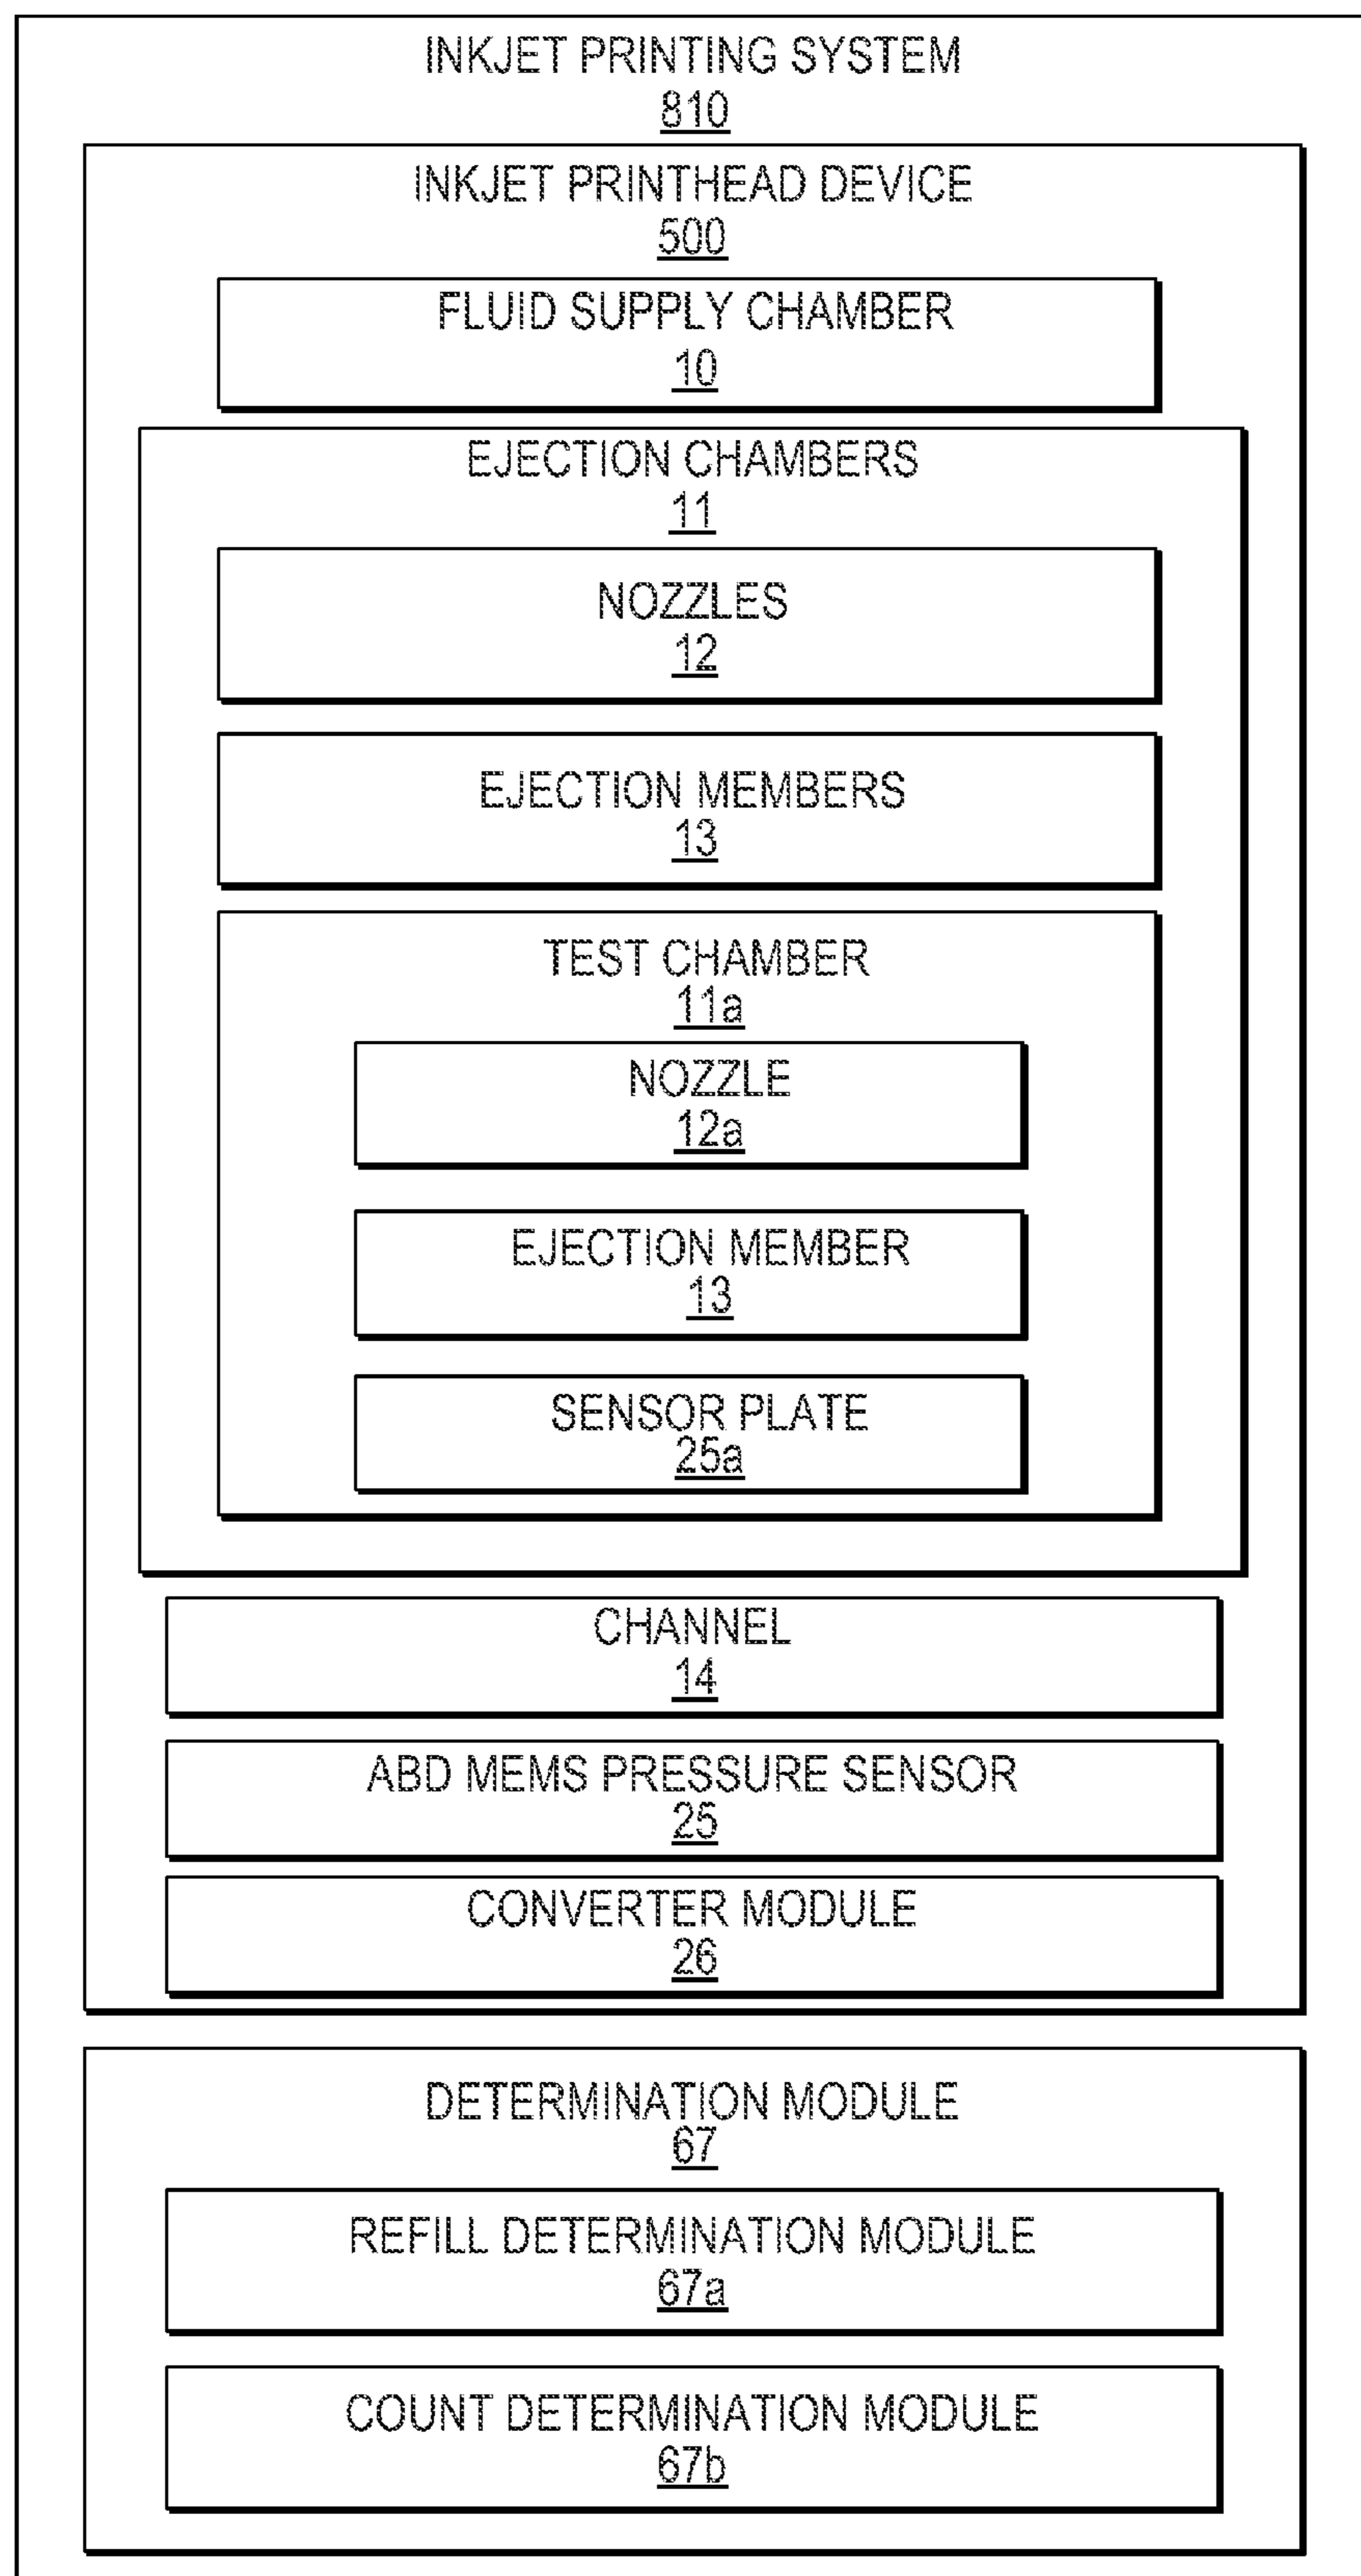 INKJET PRINTING SYSTEM
810
INKJET PRINTHEAD DEVICE
500
FLUID SUPPLY CHAMBER
10
EJECTION CHAMBERS
11
NOZZLES
12
EJECTION MEMBERS
13
TEST CHAMBER
11a
NOZZLE
12a
EJECTION MEMBER
13
SENSOR PLATE
25a
CHANNEL
14
ABD MEMS PRESSURE SENSOR
25
CONVERTER MODULE
26
DETERMINATION MODULE
67
REFILL DETERMINATION MODULE
67a
COUNT DETERMINATION MODULE
67b